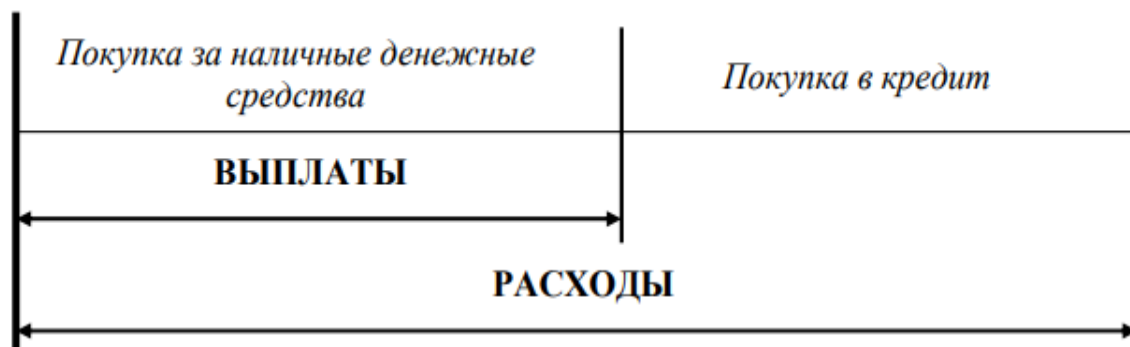 Покупка за наличные денежные
средства
Покупка в кредит
ВЫПЛАТЫ
РАСХОДЫ